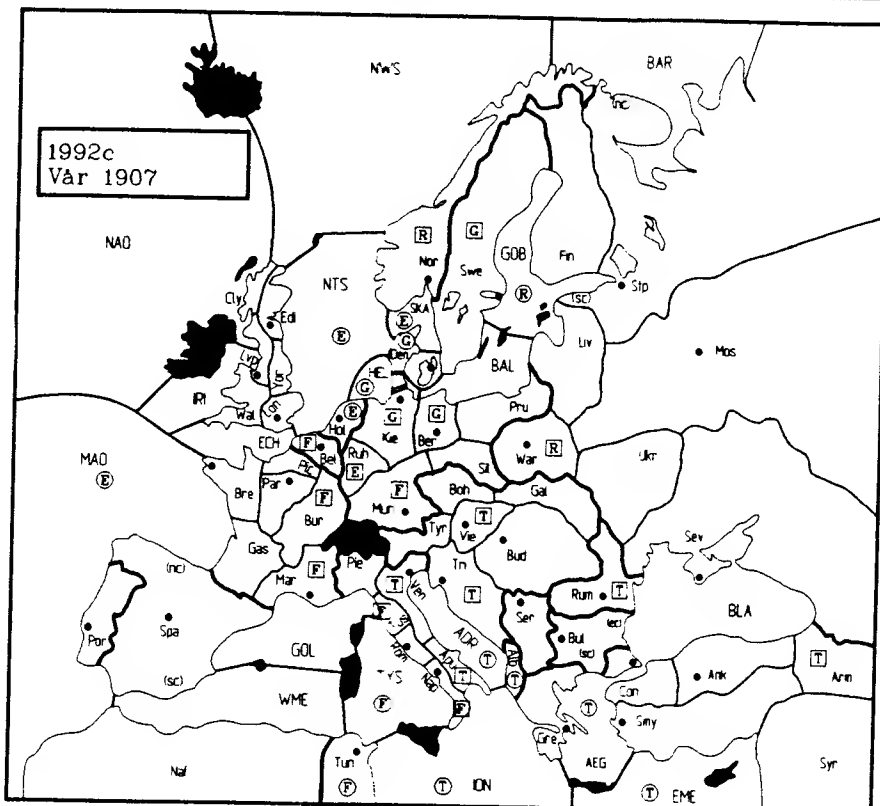 1992c
Vår 1907
NWS
BAR
nc
NAO
NTS
R
G
GOB
Fin
Nor
Swe
Stp
(sc)
R
Cly
Edi
SKA
E
E
G
Den
Liv
Mos
BAL
Lvp
Yor
HEL
G
IRI
Wal
Lon
Hol
E
Kie
G
Ber
G
Pru
War
R
ECH
F
Bel
Ruh
Pic
E
Sil
Ukr
MAO
E
Bre
Par
Bur
F
Mun
F
Boh
Gal
Vie
T
Tyr
Bud
Sev
Gas
Mar
F
Pie
Ven
T
Tri
T
Rum
T
BLA
(nc)
Por
Spa
(sc)
GOL
F
Rom
ADR
T
Ser
Bul
(ec)
(sc)
Alb
T
Apu
T
Nap
F
TYS
F
WME
Con
Ank
Arm
T
Gre
T
Smy
AEG
Naf
Tun
F
ION
T
EME
T
Syr